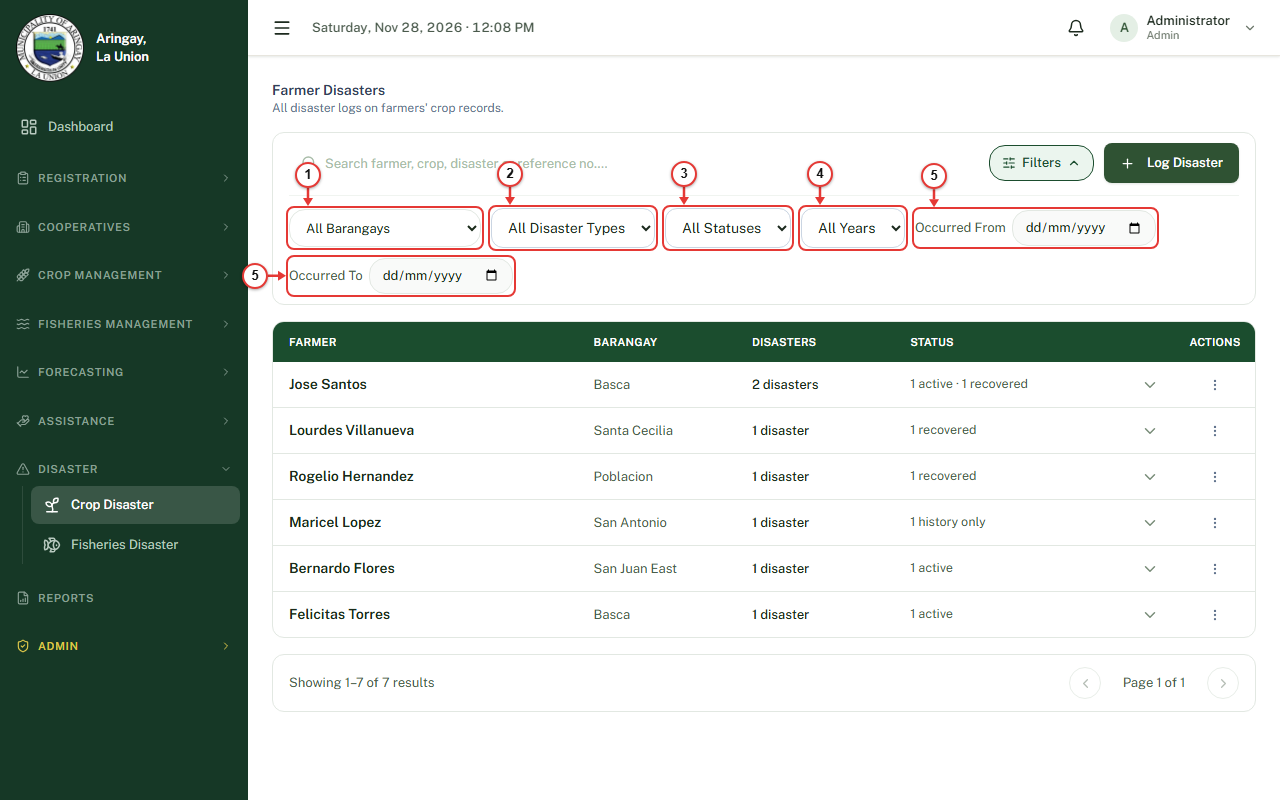 MUNICIPALITY OF ARINGAY
1741
LA UNION
Aringay,
La Union
Saturday, Nov 28, 2026 · 12:08 PM
A
Administrator
Admin
Dashboard
REGISTRATION
COOPERATIVES
CROP MANAGEMENT
FISHERIES MANAGEMENT
FORECASTING
ASSISTANCE
DISASTER
Crop Disaster
Fisheries Disaster
REPORTS
ADMIN
Farmer Disasters
All disaster logs on farmers' crop records.
Search farmer, crop, disaster, reference no....
Filters
+ Log Disaster
1
2
3
4
5
All Barangays
All Disaster Types
All Statuses
All Years
Occurred From dd/mm/yyyy
5
Occurred To dd/mm/yyyy
FARMER BARANGAY DISASTERS STATUS ACTIONS
Jose Santos Basca 2 disasters 1 active · 1 recovered
Lourdes Villanueva Santa Cecilia 1 disaster 1 recovered
Rogelio Hernandez Poblacion 1 disaster 1 recovered
Maricel Lopez San Antonio 1 disaster 1 history only
Bernardo Flores San Juan East 1 disaster 1 active
Felicitas Torres Basca 1 disaster 1 active
Showing 1–7 of 7 results
Page 1 of 1